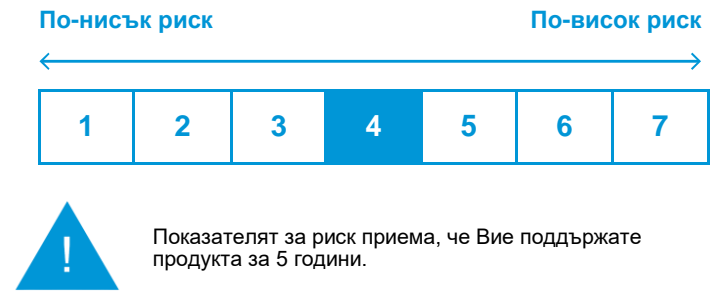 По-нисък риск По-висок риск
1 2 3 4 5 6 7
!
Показателят за риск приема, че Вие поддържате
продукта за 5 години.